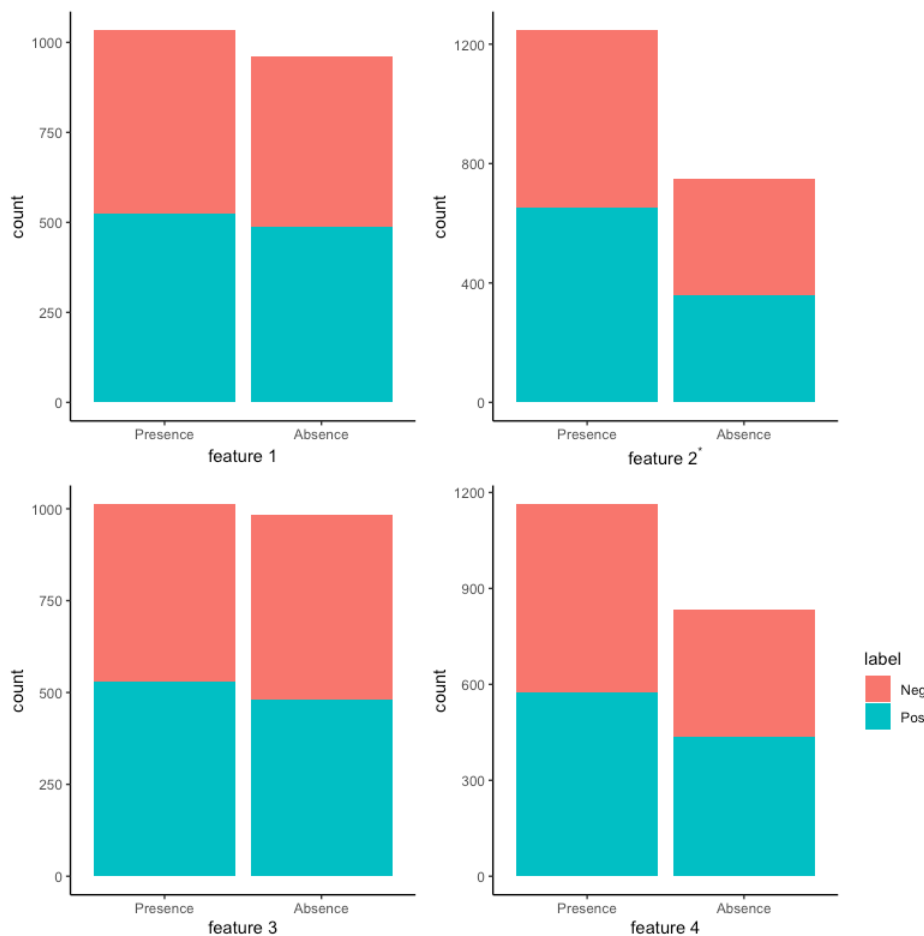 1000
750
500
250
0
count
Presence
Absence
feature 1
1200
800
400
0
count
Presence
Absence
feature 2*
1000
750
500
250
0
count
Presence
Absence
feature 3
1200
900
600
300
0
count
Presence
Absence
feature 4
label
Neg
Pos